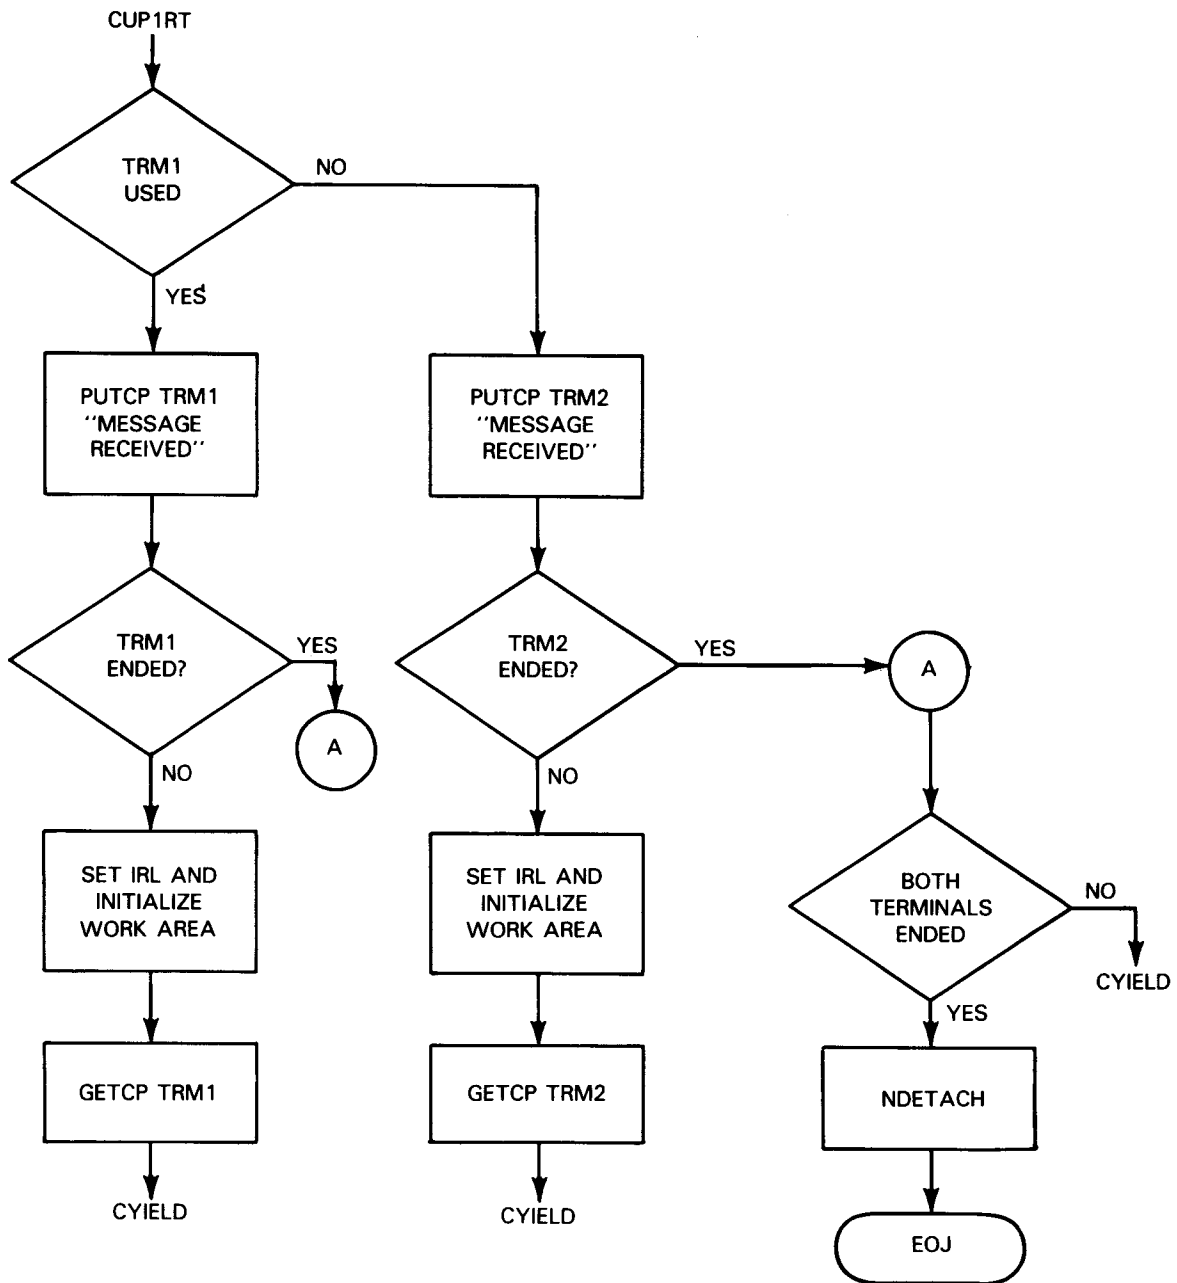 CUP1RT
TRM1
USED
NO
YES
PUTCP TRM1
''MESSAGE
RECEIVED''
PUTCP TRM2
''MESSAGE
RECEIVED''
TRM1
ENDED?
YES
A
NO
TRM2
ENDED?
YES
A
NO
SET IRL AND
INITIALIZE
WORK AREA
SET IRL AND
INITIALIZE
WORK AREA
BOTH
TERMINALS
ENDED
NO
CYIELD
YES
GETCP TRM1
GETCP TRM2
NDETACH
CYIELD
CYIELD
EOJ